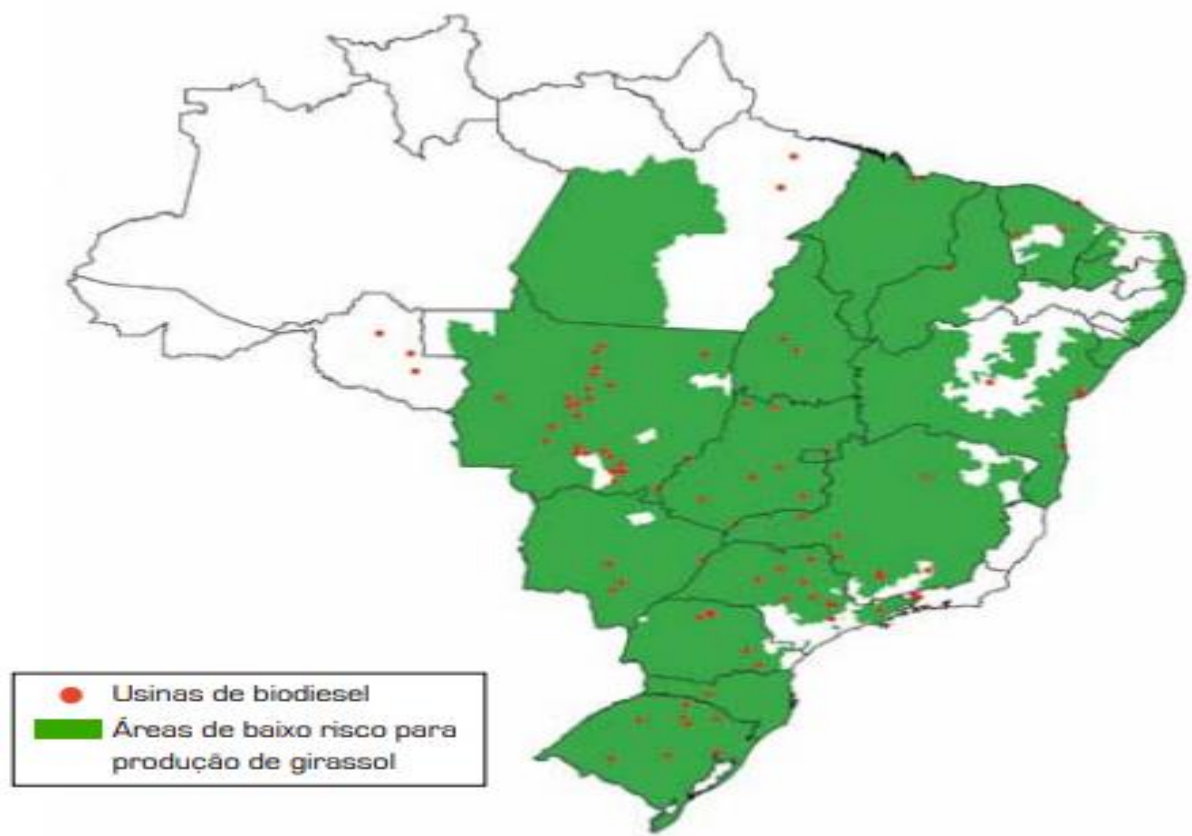 Usinas de biodiesel
Áreas de baixo risco para
produção de girassol